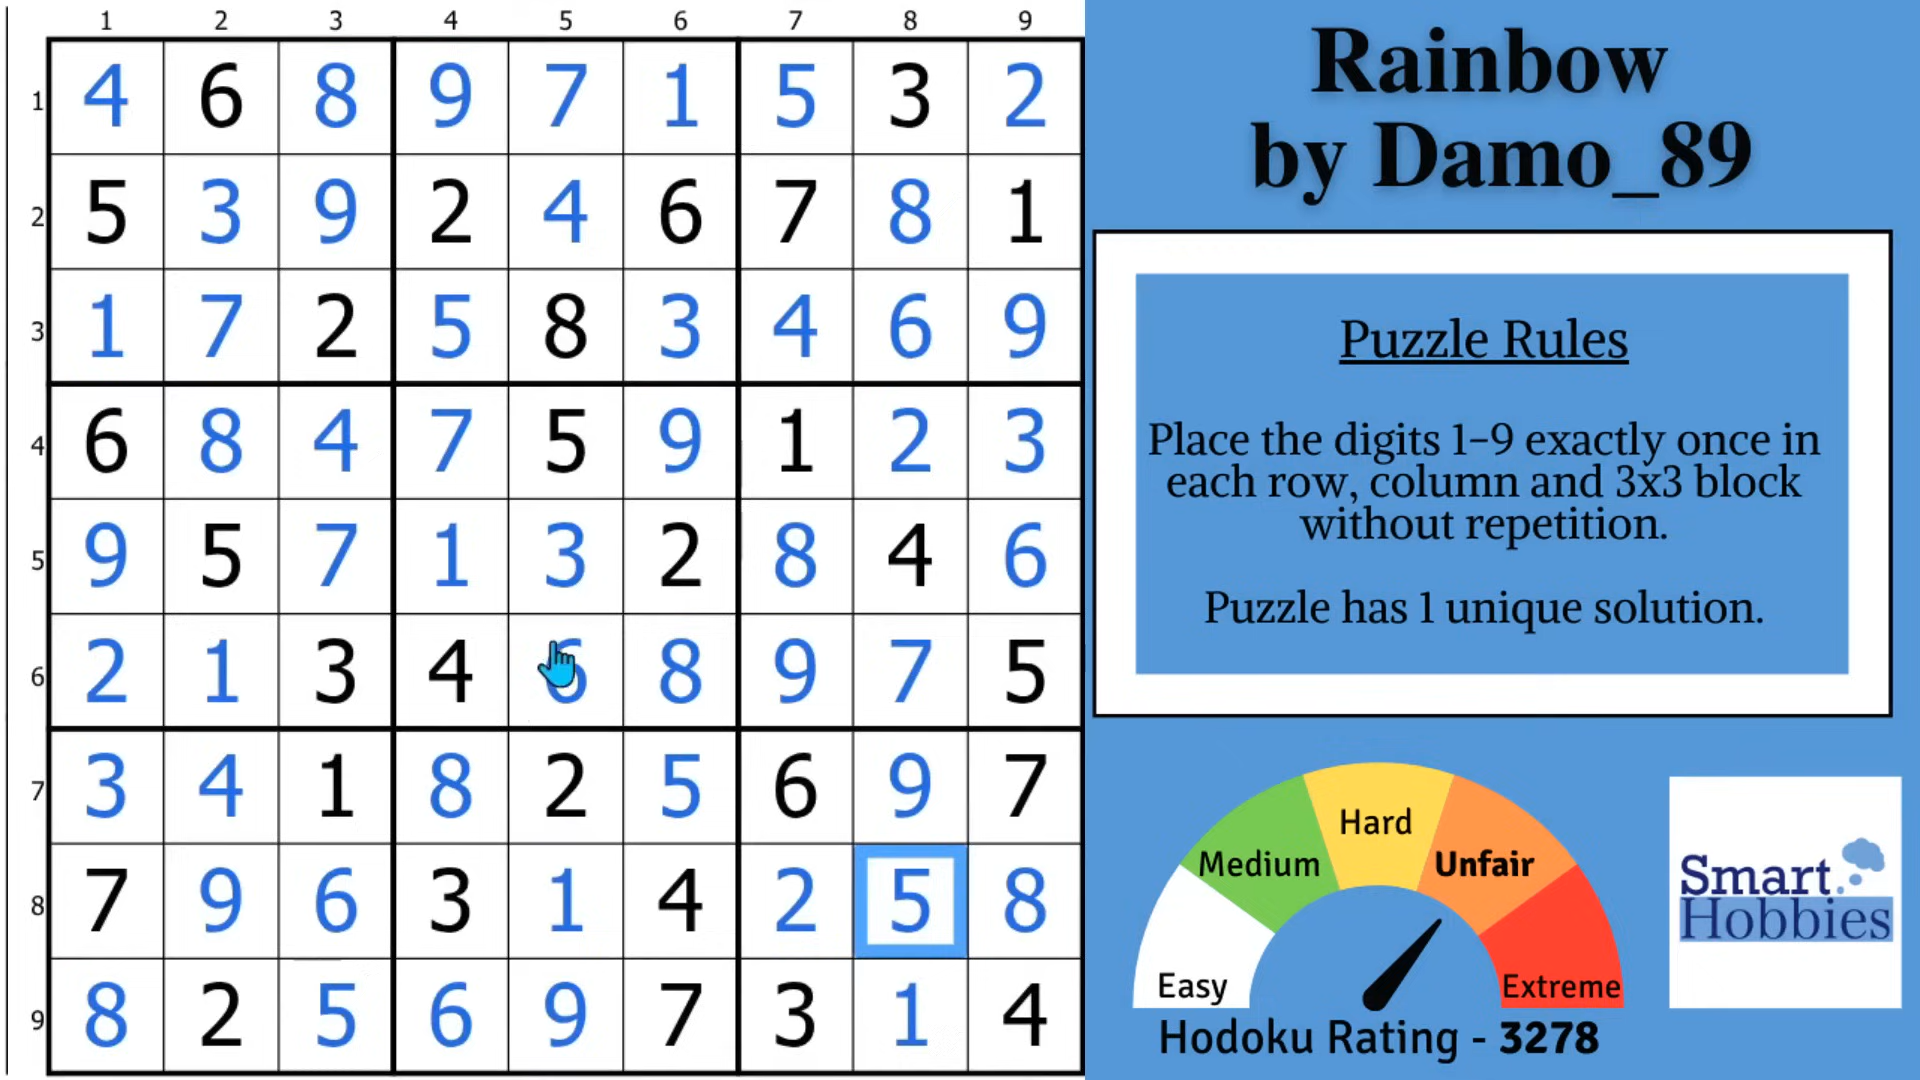 1 2 3 4 5 6 7 8 9
1 4 6 8 9 7 1 5 3 2
2 5 3 9 2 4 6 7 8 1
3 1 7 2 5 8 3 4 6 9
4 6 8 4 7 5 9 1 2 3
5 9 5 7 1 3 2 8 4 6
6 2 1 3 4 6 8 9 7 5
7 3 4 1 8 2 5 6 9 7
8 7 9 6 3 1 4 2 5 8
9 8 2 5 6 9 7 3 1 4
Rainbow
by Damo_89
Puzzle Rules
Place the digits 1-9 exactly once in
each row, column and 3x3 block
without repetition.
Puzzle has 1 unique solution.
Easy
Medium
Hard
Unfair
Extreme
Hodoku Rating - 3278
Smart
Hobbies